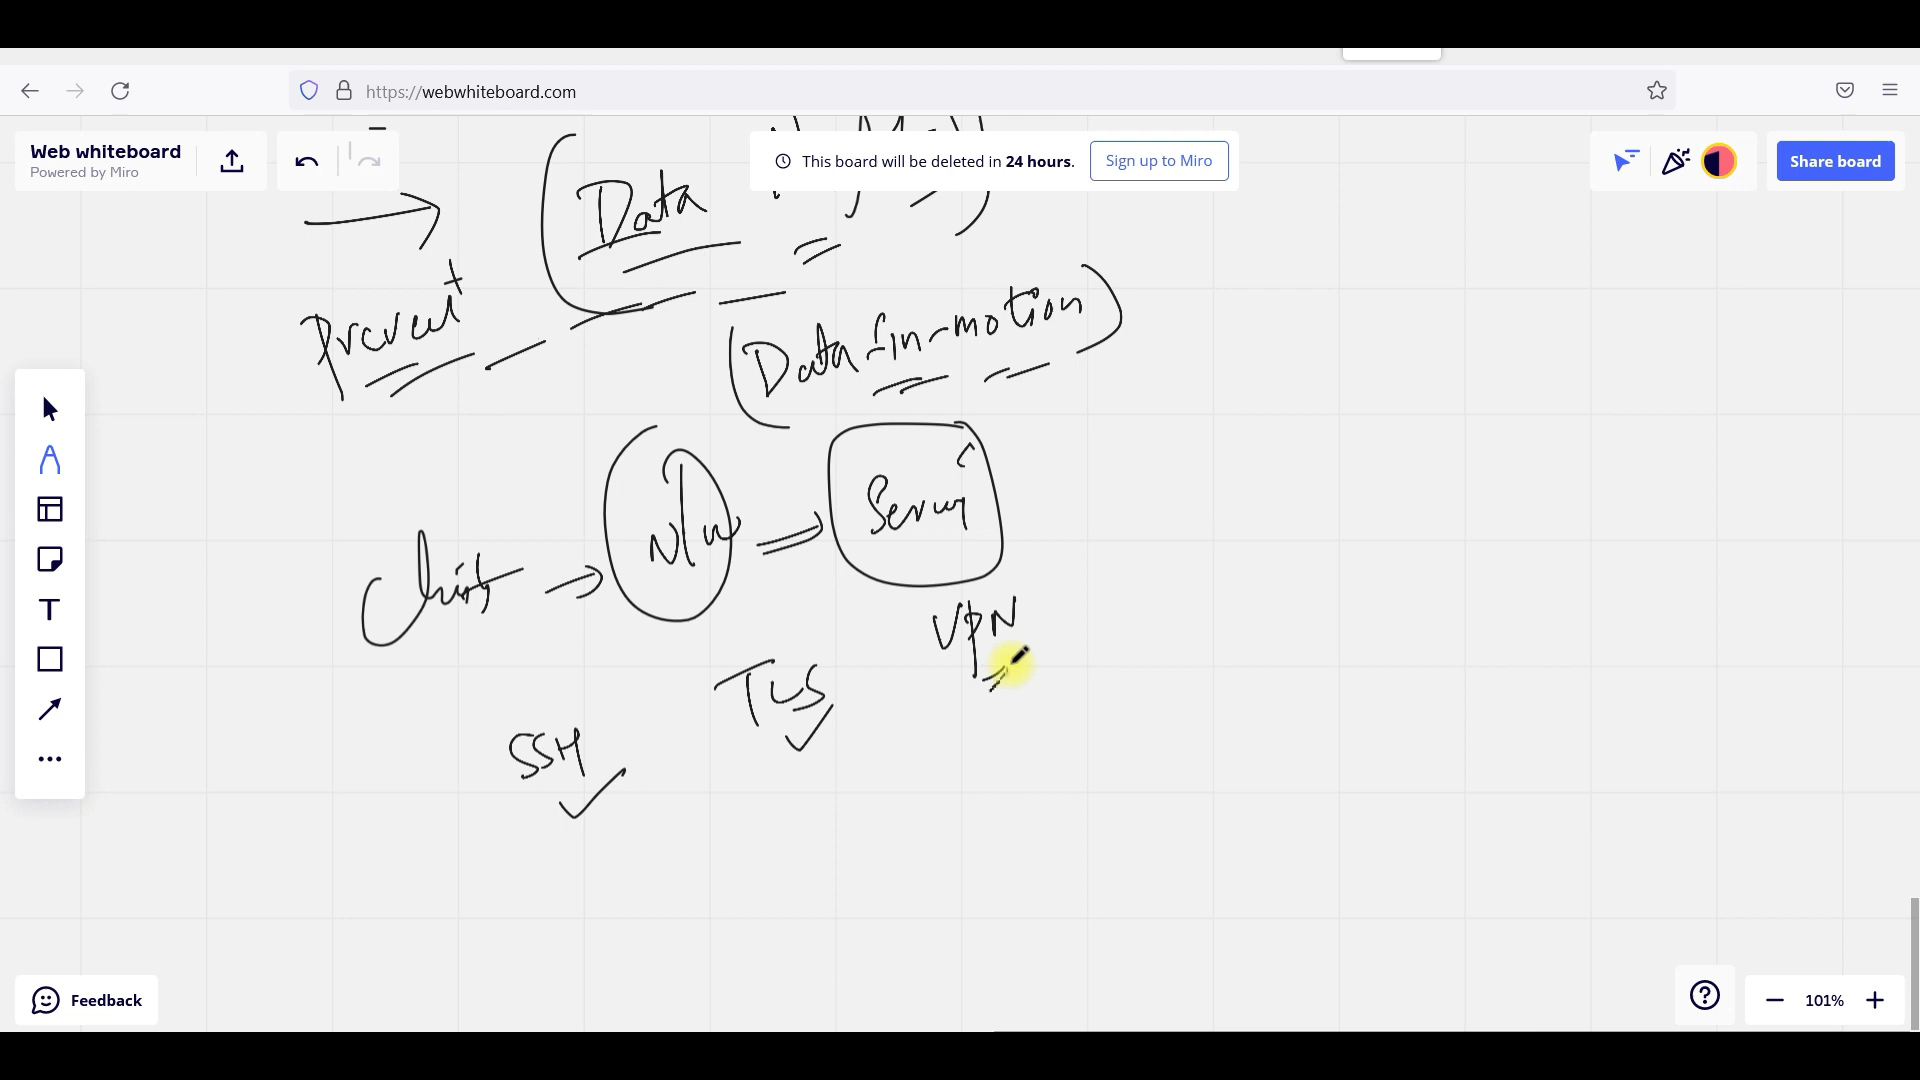 https://webwhiteboard.com
Web whiteboard
Powered by Miro
This board will be deleted in 24 hours.
Sign up to Miro
Share board
Data
Prevent
(Data-in-motion)
Client → N/w ⇒ Server
VPN
TLS
SSH
T
Feedback
101%